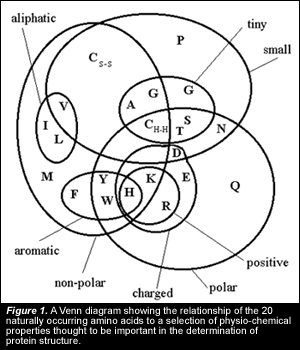 aliphatic
P
small
C S-S
tiny
G
G
A
V
S
I
C H-H
T
N
L
D
M
Y
K
E
Q
F
H
W
R
aromatic
positive
non-polar
charged
polar
Figure 1. A Venn diagram showing the relationship of the 20
naturally occurring amino acids to a selection of physio-chemical
properties thought to be important in the determination of
protein structure.